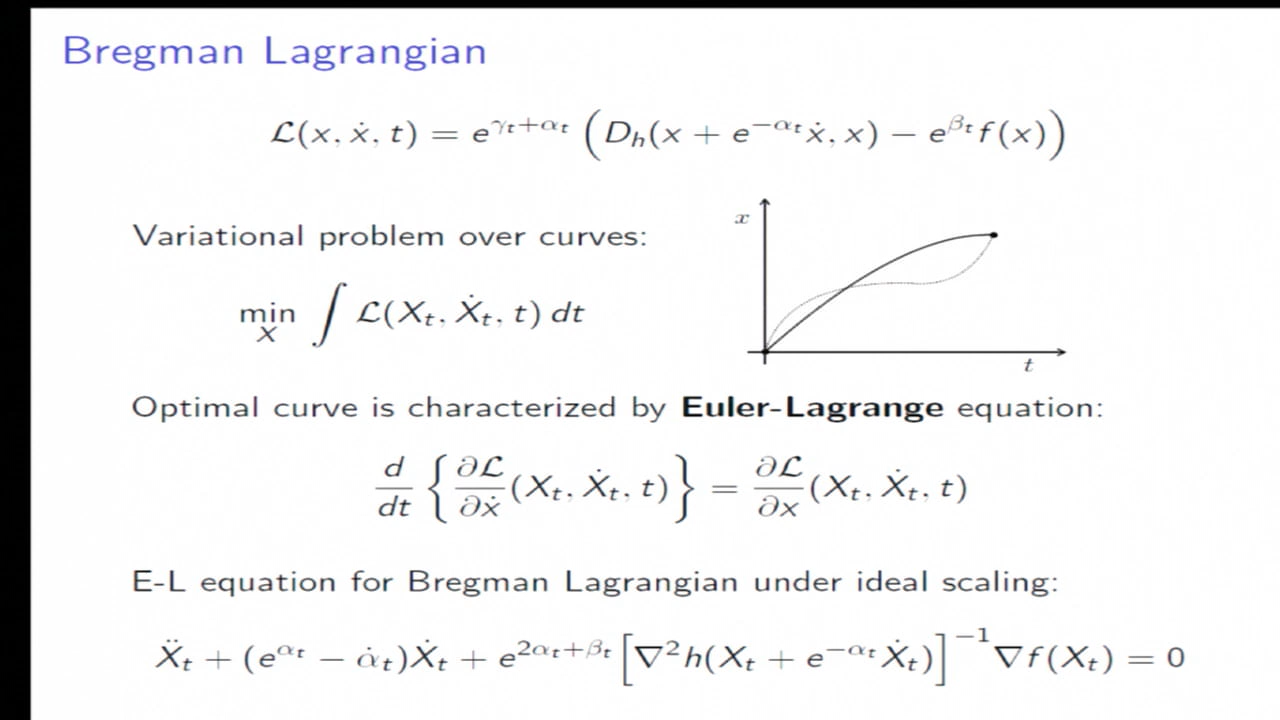 Bregman Lagrangian
ℒ(x, ẋ, t) = e^{γ_t+α_t} ( D_h(x + e^{−α_t}ẋ, x) − e^{β_t} f(x) )
Variational problem over curves:
x
min_X ∫ ℒ(X_t, Ẋ_t, t) dt
t
Optimal curve is characterized by Euler-Lagrange equation:
d/dt { ∂ℒ/∂ẋ (X_t, Ẋ_t, t) } = ∂ℒ/∂x (X_t, Ẋ_t, t)
E-L equation for Bregman Lagrangian under ideal scaling:
Ẍ_t + (e^{α_t} − α̇_t)Ẋ_t + e^{2α_t+β_t} [∇²h(X_t + e^{−α_t}Ẋ_t)]^{−1} ∇f(X_t) = 0